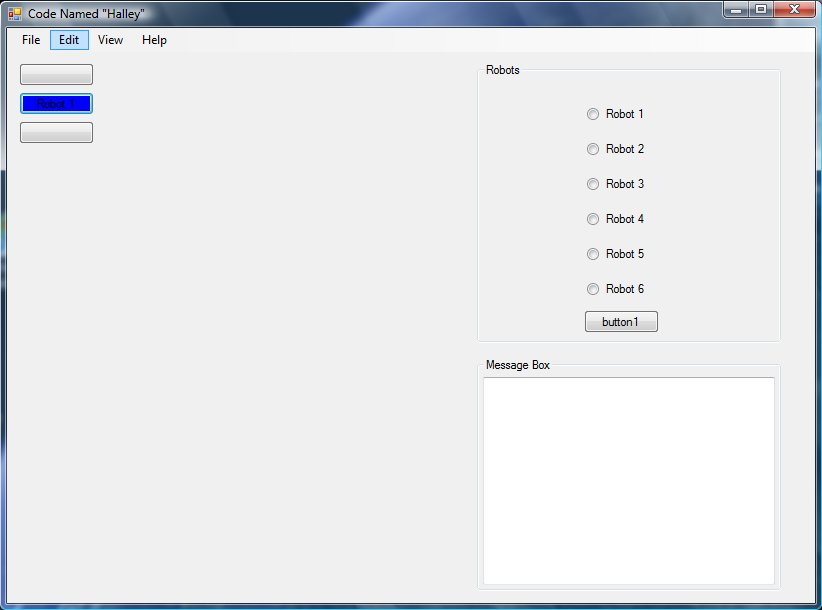 Code Named "Halley"
File Edit View Help
Robot 1
Robots
Robot 1
Robot 2
Robot 3
Robot 4
Robot 5
Robot 6
button1
Message Box